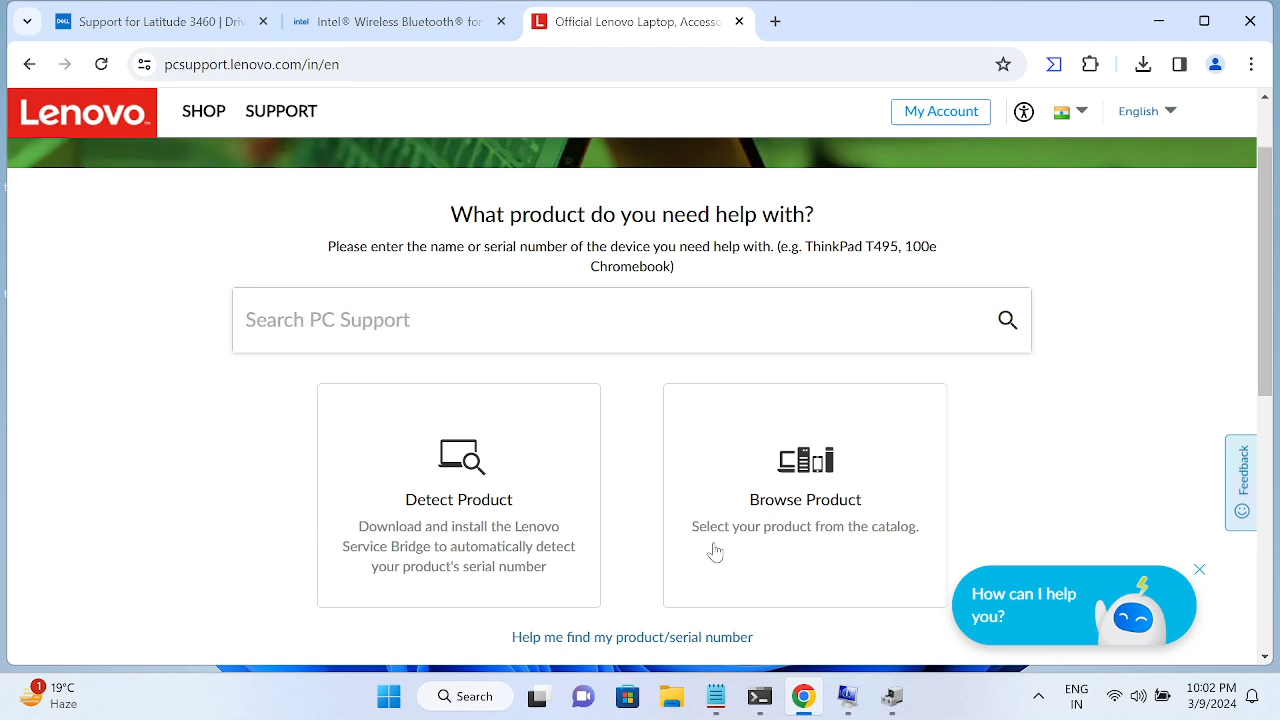 Support for Latitude 3460 | Driv
intel Intel® Wireless Bluetooth® for
L Official Lenovo Laptop, Accesso
pcsupport.lenovo.com/in/en
Lenovo
SHOP SUPPORT
My Account
English
What product do you need help with?
Please enter the name or serial number of the device you need help with. (e.g. ThinkPad T495, 100e
Chromebook)
Search PC Support
Detect Product
Download and install the Lenovo
Service Bridge to automatically detect
your product's serial number
Browse Product
Select your product from the catalog.
Help me find my product/serial number
Feedback
How can I help
you?
1
19°C
Haze
Search
ENG
IN
10:02 PM
3/9/2024